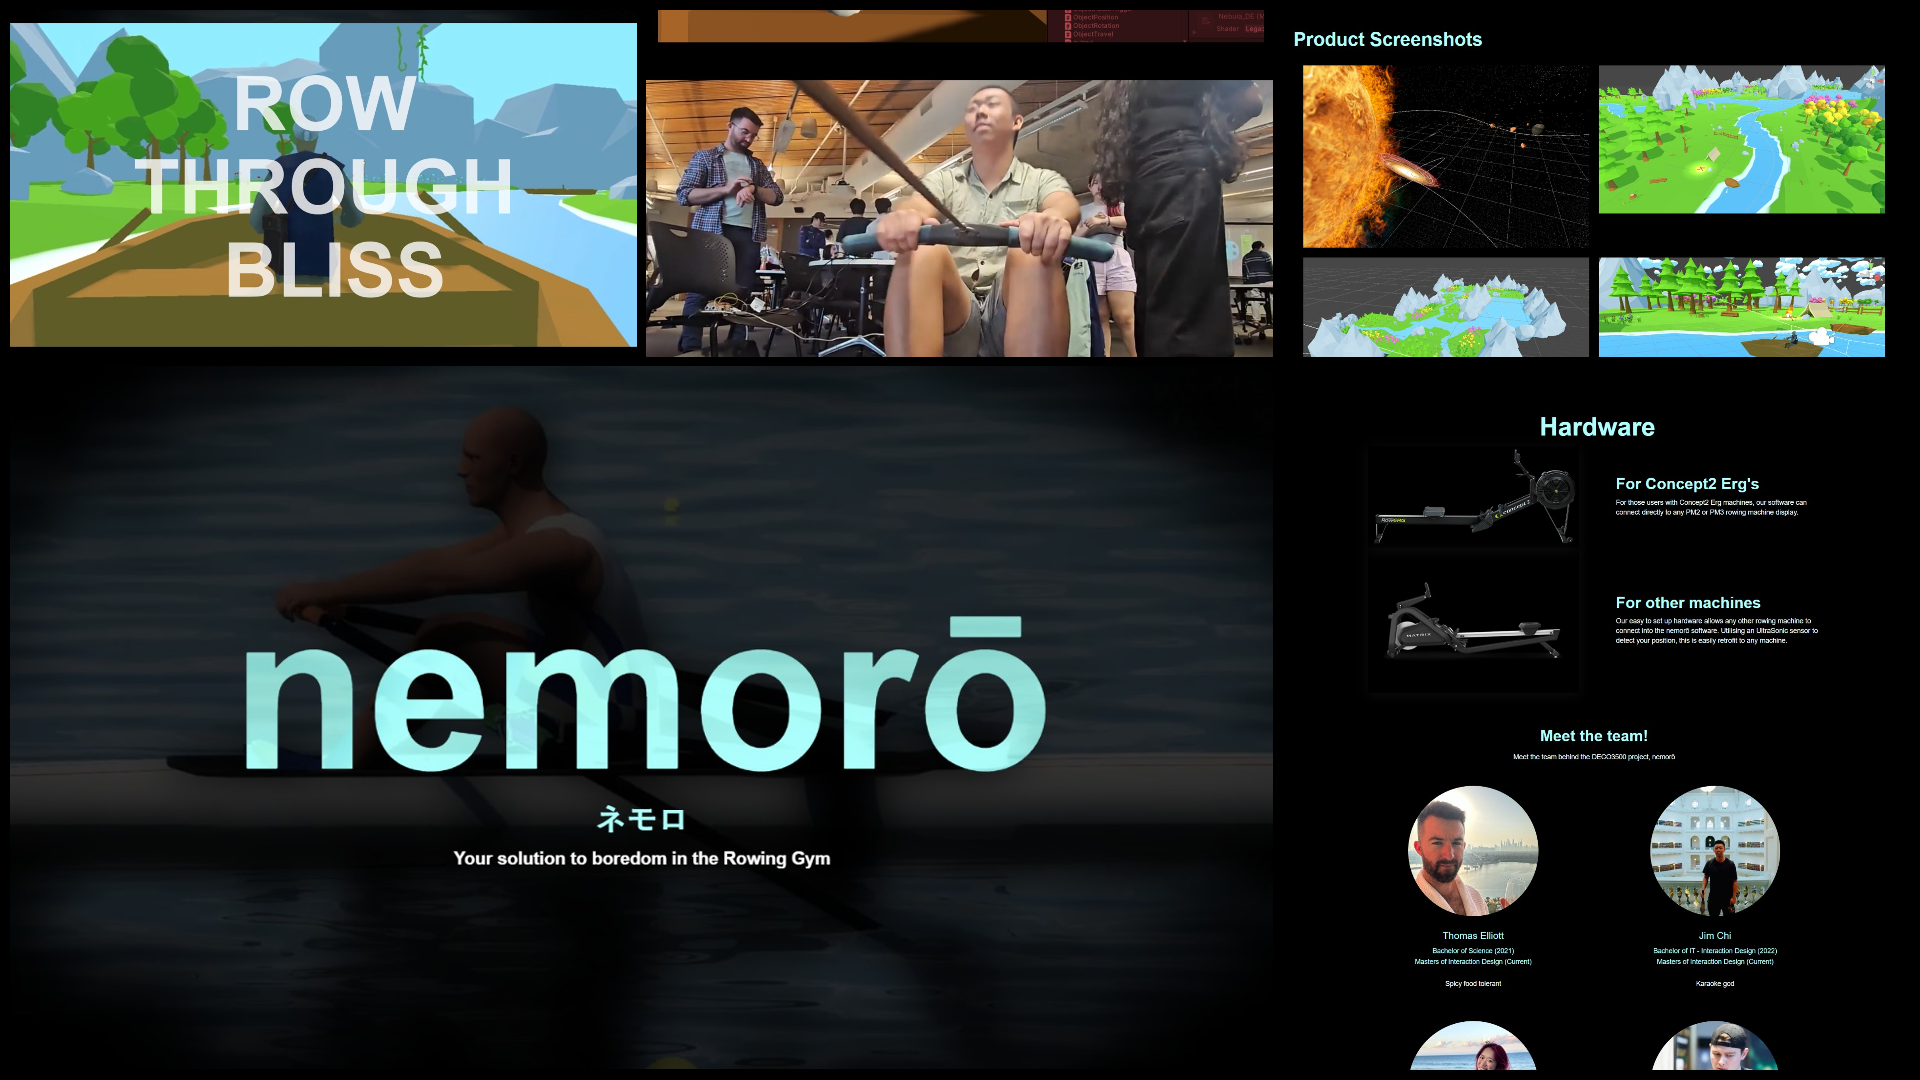 ROW
THROUGH
BLISS
ObjectPosition
ObjectRotation
ObjectTravel
Shader
Product Screenshots
nemorō
ネモロ
Your solution to boredom in the Rowing Gym
Hardware
For Concept2 Erg's
For those users with Concept2 Erg machines, our software can
connect directly to any PM2 or PM3 rowing machine display.
For other machines
Our easy to set up hardware allows any other rowing machine to
connect into the nemorō software. Utilising an UltraSonic sensor to
detect your position, this is easily retrofit to any machine.
MATRIX
Meet the team!
Meet the team behind the DECO3500 project, nemorō
Thomas Elliott
Bachelor of Science (2021)
Masters of Interaction Design (Current)
Spicy food tolerant
Jim Chi
Bachelor of IT - Interaction Design (2022)
Masters of Interaction Design (Current)
Karaoke god